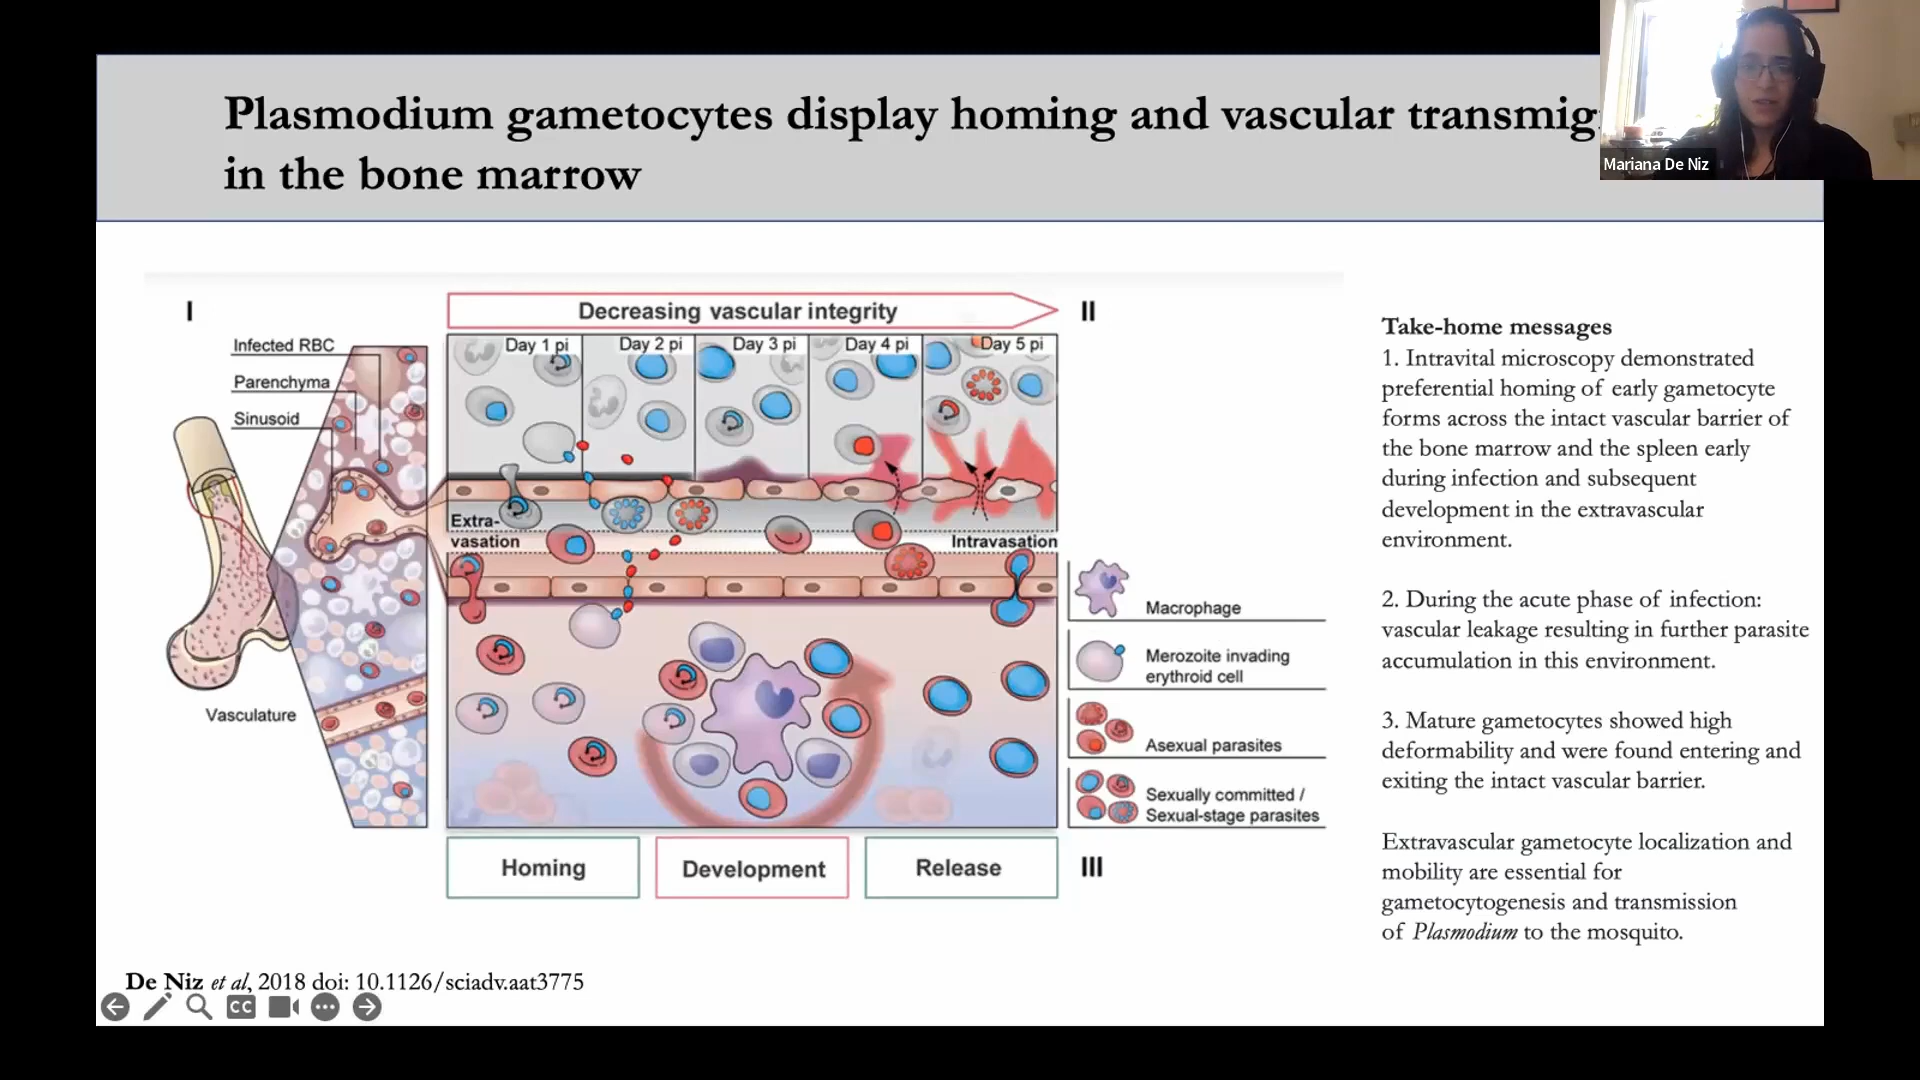 Plasmodium gametocytes display homing and vascular
in the bone marrow
Mariana De Niz
I
Decreasing vascular integrity
II
Infected RBC
Parenchyma
Sinusoid
Vasculature
Day 1 pi
Day 2 pi
Day 3 pi
Day 4 pi
Day 5 pi
Extra-
vasation
Intravasation
Macrophage
Merozoite invading
erythroid cell
Asexual parasites
Sexually committed /
Sexual-stage parasites
Homing
Development
Release
III
Take-home messages
1. Intravital microscopy demonstrated
preferential homing of early gametocyte
forms across the intact vascular barrier of
the bone marrow and the spleen early
during infection and subsequent
development in the extravascular
environment.
2. During the acute phase of infection:
vascular leakage resulting in further parasite
accumulation in this environment.
3. Mature gametocytes showed high
deformability and were found entering and
exiting the intact vascular barrier.
Extravascular gametocyte localization and
mobility are essential for
gametocytogenesis and transmission
of Plasmodium to the mosquito.
De Niz et al, 2018 doi: 10.1126/sciadv.aat3775
CC